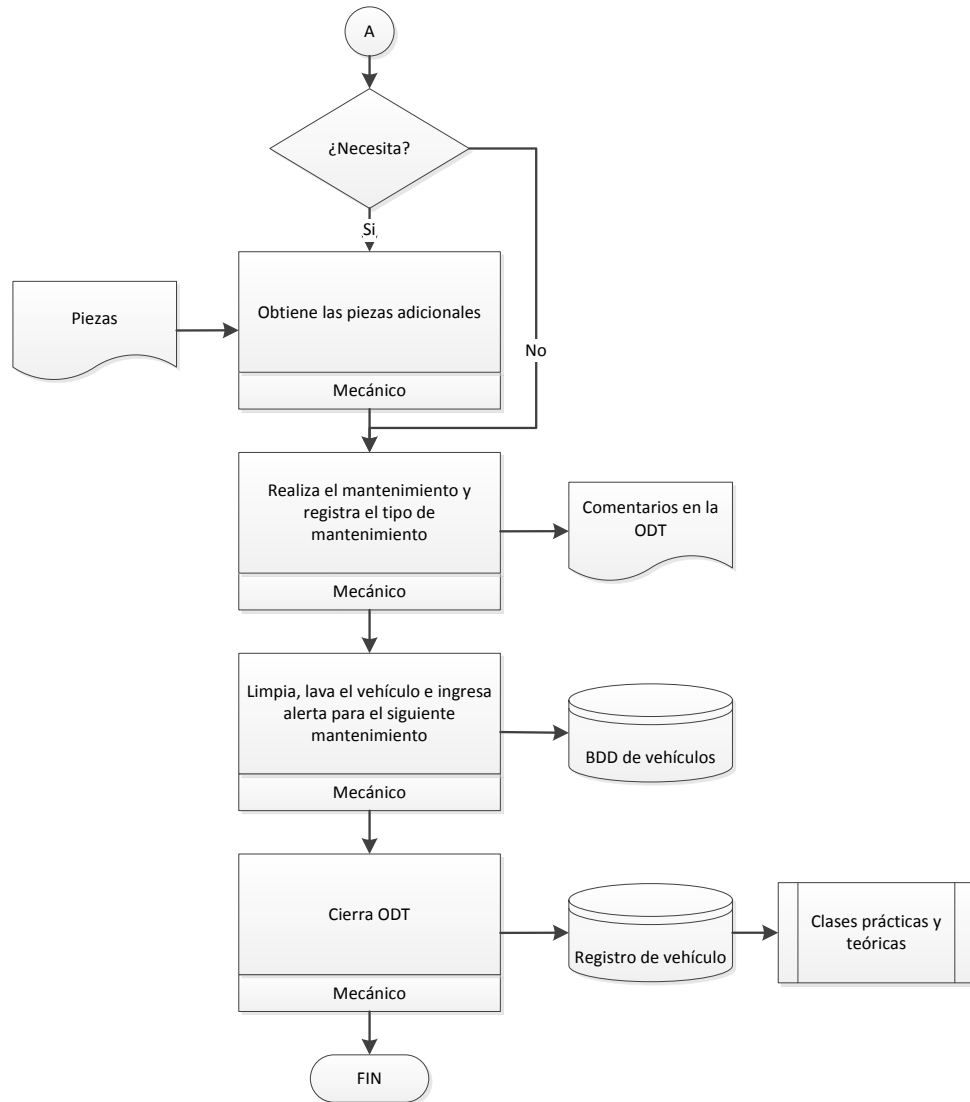 A
¿Necesita?
Si
Piezas
Obtiene las piezas adicionales
No
Mecánico
Realiza el mantenimiento y
registra el tipo de
mantenimiento
Comentarios en la
ODT
Mecánico
Limpia, lava el vehículo e ingresa
alerta para el siguiente
mantenimiento
BDD de vehículos
Mecánico
Cierra ODT
Registro de vehículo
Clases prácticas y
teóricas
Mecánico
FIN